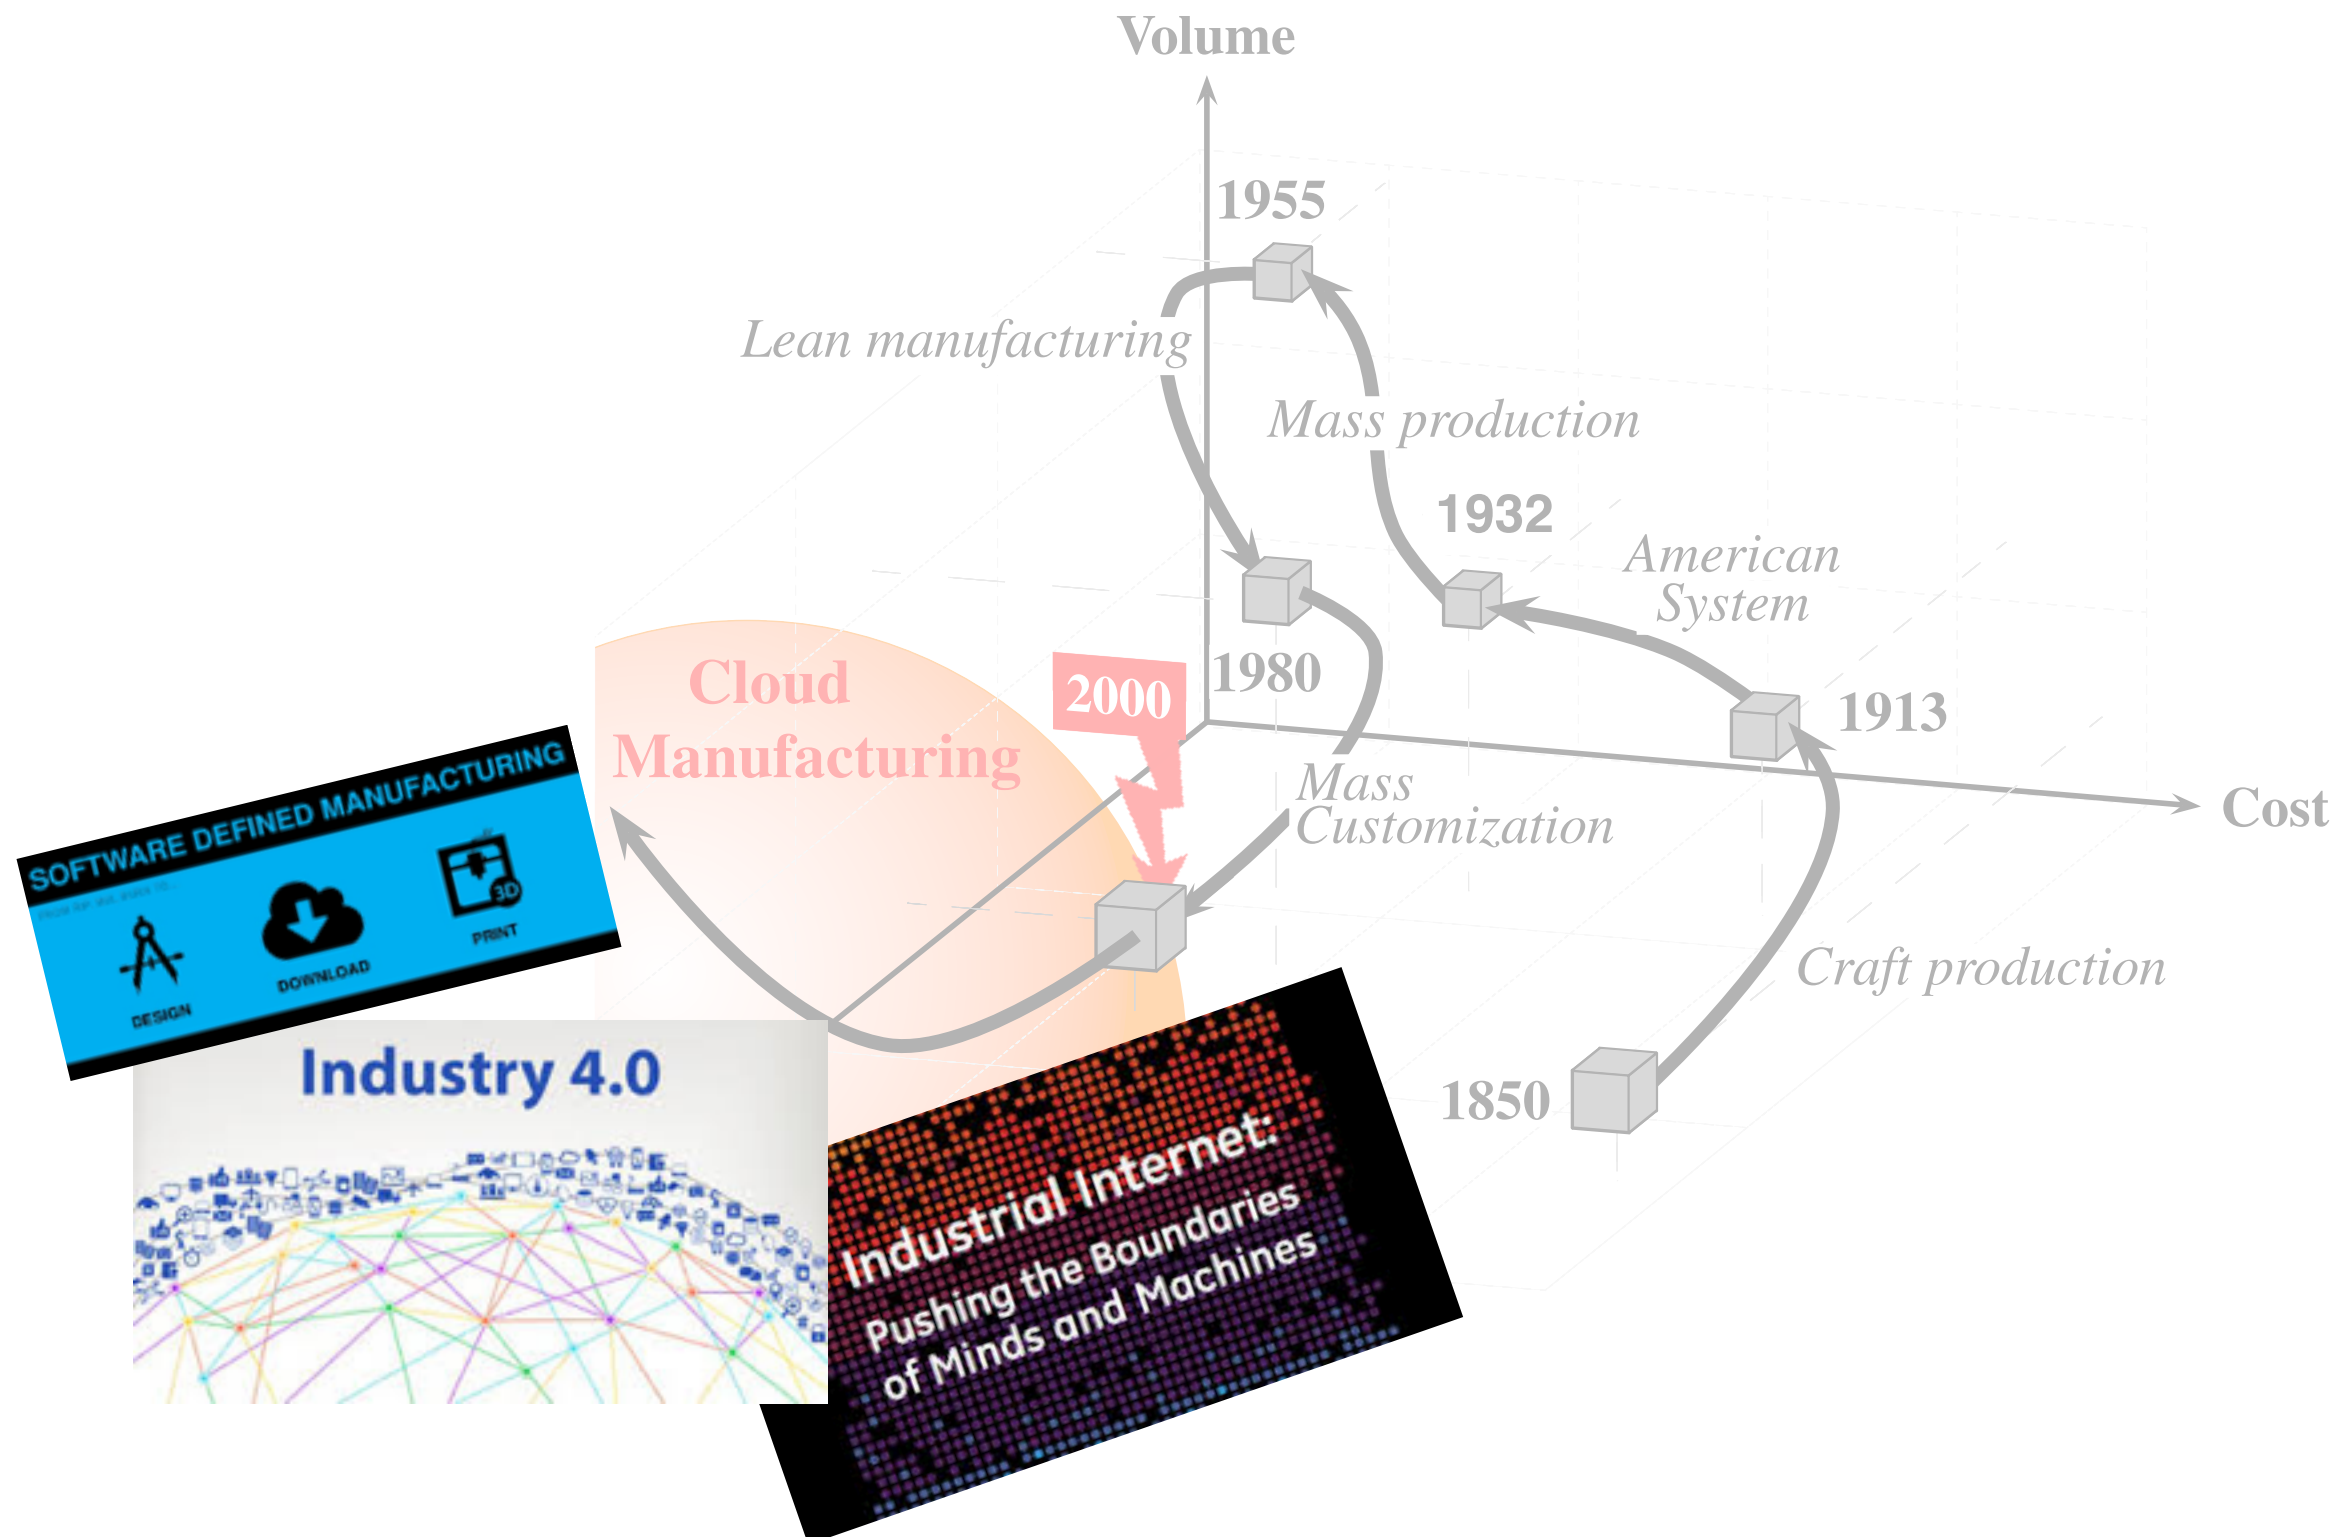 Volume
1955
Lean manufacturing
Mass production
1932
American
System
1980
2000
1913
Cloud
Manufacturing
Mass
Customization
Cost
Craft production
1850
SOFTWARE DEFINED MANUFACTURING
DESIGN
DOWNLOAD
3D
PRINT
Industry 4.0
Industrial Internet:
Pushing the Boundaries
of Minds and Machines